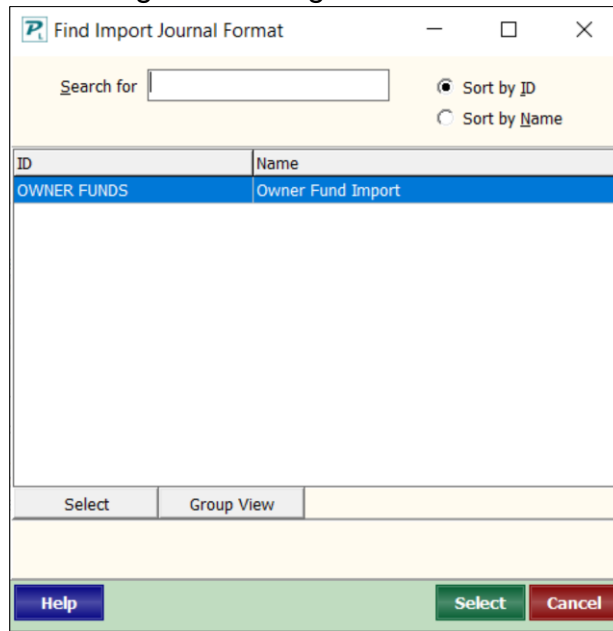 Find Import Journal Format
Search for
Sort by ID
Sort by Name
ID Name
OWNER FUNDS Owner Fund Import
Select Group View
Help Select Cancel